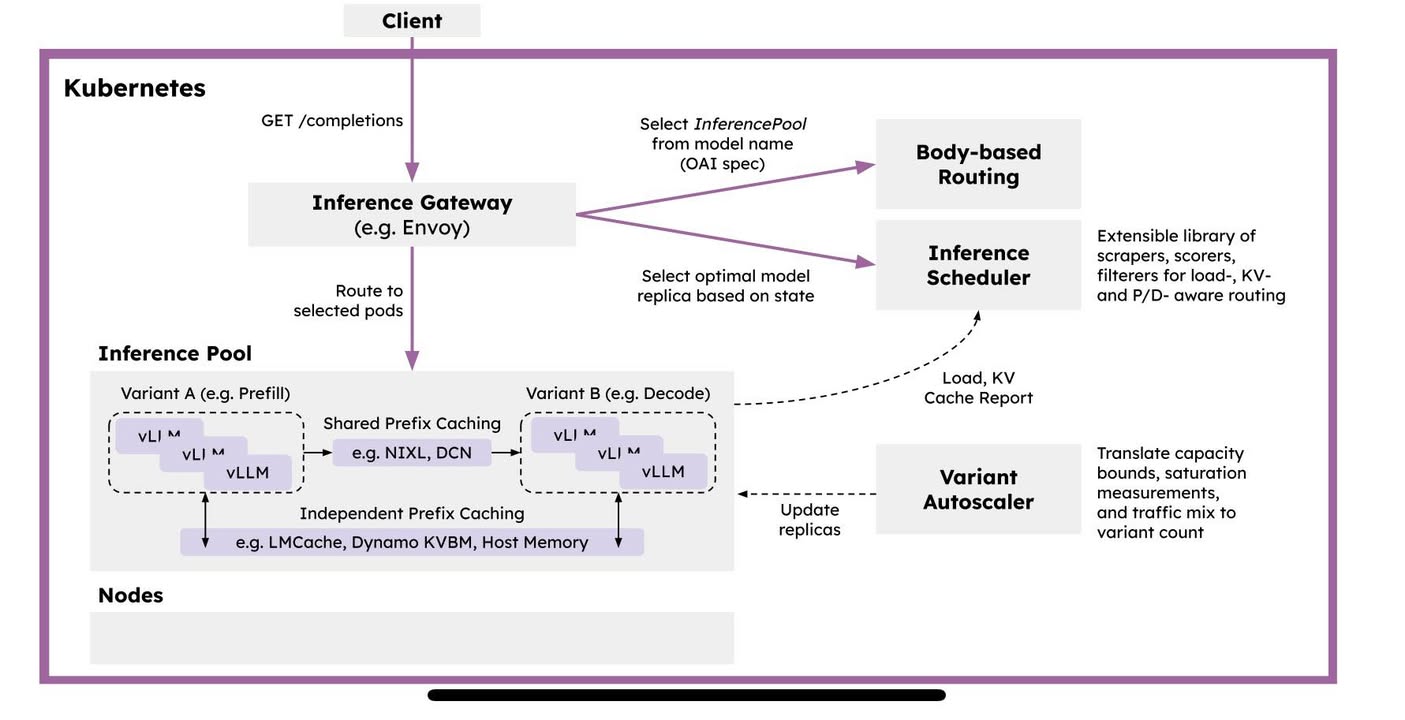 Client
Kubernetes
GET /completions
Select InferencePool
from model name
(OAI spec)
Body-based
Routing
Inference Gateway
(e.g. Envoy)
Inference
Scheduler
Extensible library of
scrapers, scorers,
filterers for load-, KV-
and P/D- aware routing
Select optimal model
replica based on state
Route to
selected pods
Inference Pool
Variant A (e.g. Prefill)
vLLM
vLLM
vLLM
Shared Prefix Caching
e.g. NIXL, DCN
Variant B (e.g. Decode)
vLLM
vLLM
vLLM
Independent Prefix Caching
e.g. LMCache, Dynamo KVBM, Host Memory
Load, KV
Cache Report
Variant
Autoscaler
Translate capacity
bounds, saturation
measurements,
and traffic mix to
variant count
Update
replicas
Nodes